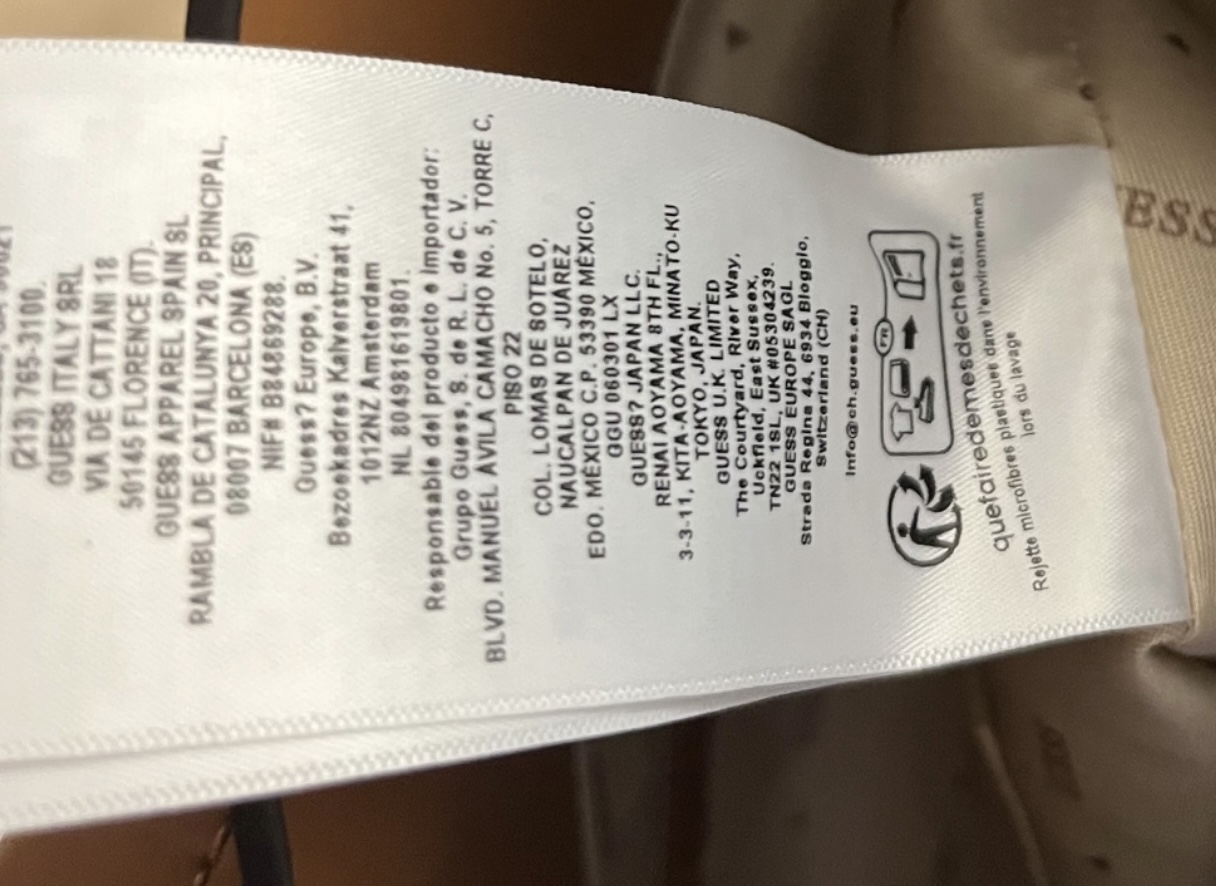 (213) 765-3100.
GUESS ITALY SRL
VIA DE CATTANI 18
50145 FLORENCE (IT).
GUESS APPAREL SPAIN SL
RAMBLA DE CATALUNYA 20, PRINCIPAL,
08007 BARCELONA (ES)
NIF# B84869288.
Guess? Europe, B.V.
Bezoekadres Kalverstraat 41,
1012NZ Amsterdam
NL 804981619B01.
Responsable del producto e Importador:
Grupo Guess, S. de R. L. de C. V.
BLVD. MANUEL ÁVILA CAMACHO No. 5, TORRE C,
PISO 22
COL. LOMAS DE SOTELO,
NAUCALPAN DE JUÁREZ
EDO. MÉXICO C.P. 53390 MÉXICO,
GGU 060301 LX
GUESS? JAPAN LLC.
RENAI AOYAMA 8TH FL.,
3-3-11, KITA-AOYAMA, MINATO-KU
TOKYO, JAPAN.
GUESS U.K. LIMITED
The Courtyard, River Way,
Uckfield, East Sussex,
TN22 1SL, UK #05304239.
GUESS EUROPE SAGL
Strada Regina 44, 6934 Bioggio,
Switzerland (CH)
info@ch.guess.eu
FR
quefairedemesdechets.fr
Rejette microfibres plastiques dans l'environnement
lors du lavage
ESS